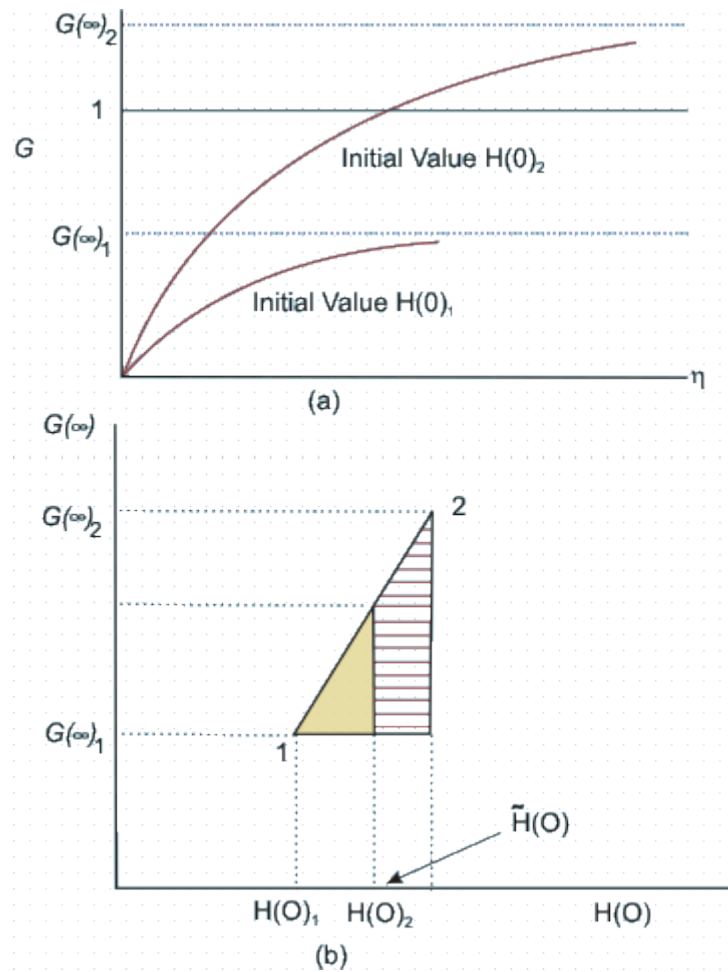 G(∞)₂
1
G
Initial Value H(0)₂
G(∞)₁
Initial Value H(0)₁
η
(a)
G(∞)
G(∞)₂
2
G(∞)₁
1
H̃(O)
H(O)₁ H(O)₂ H(O)
(b)